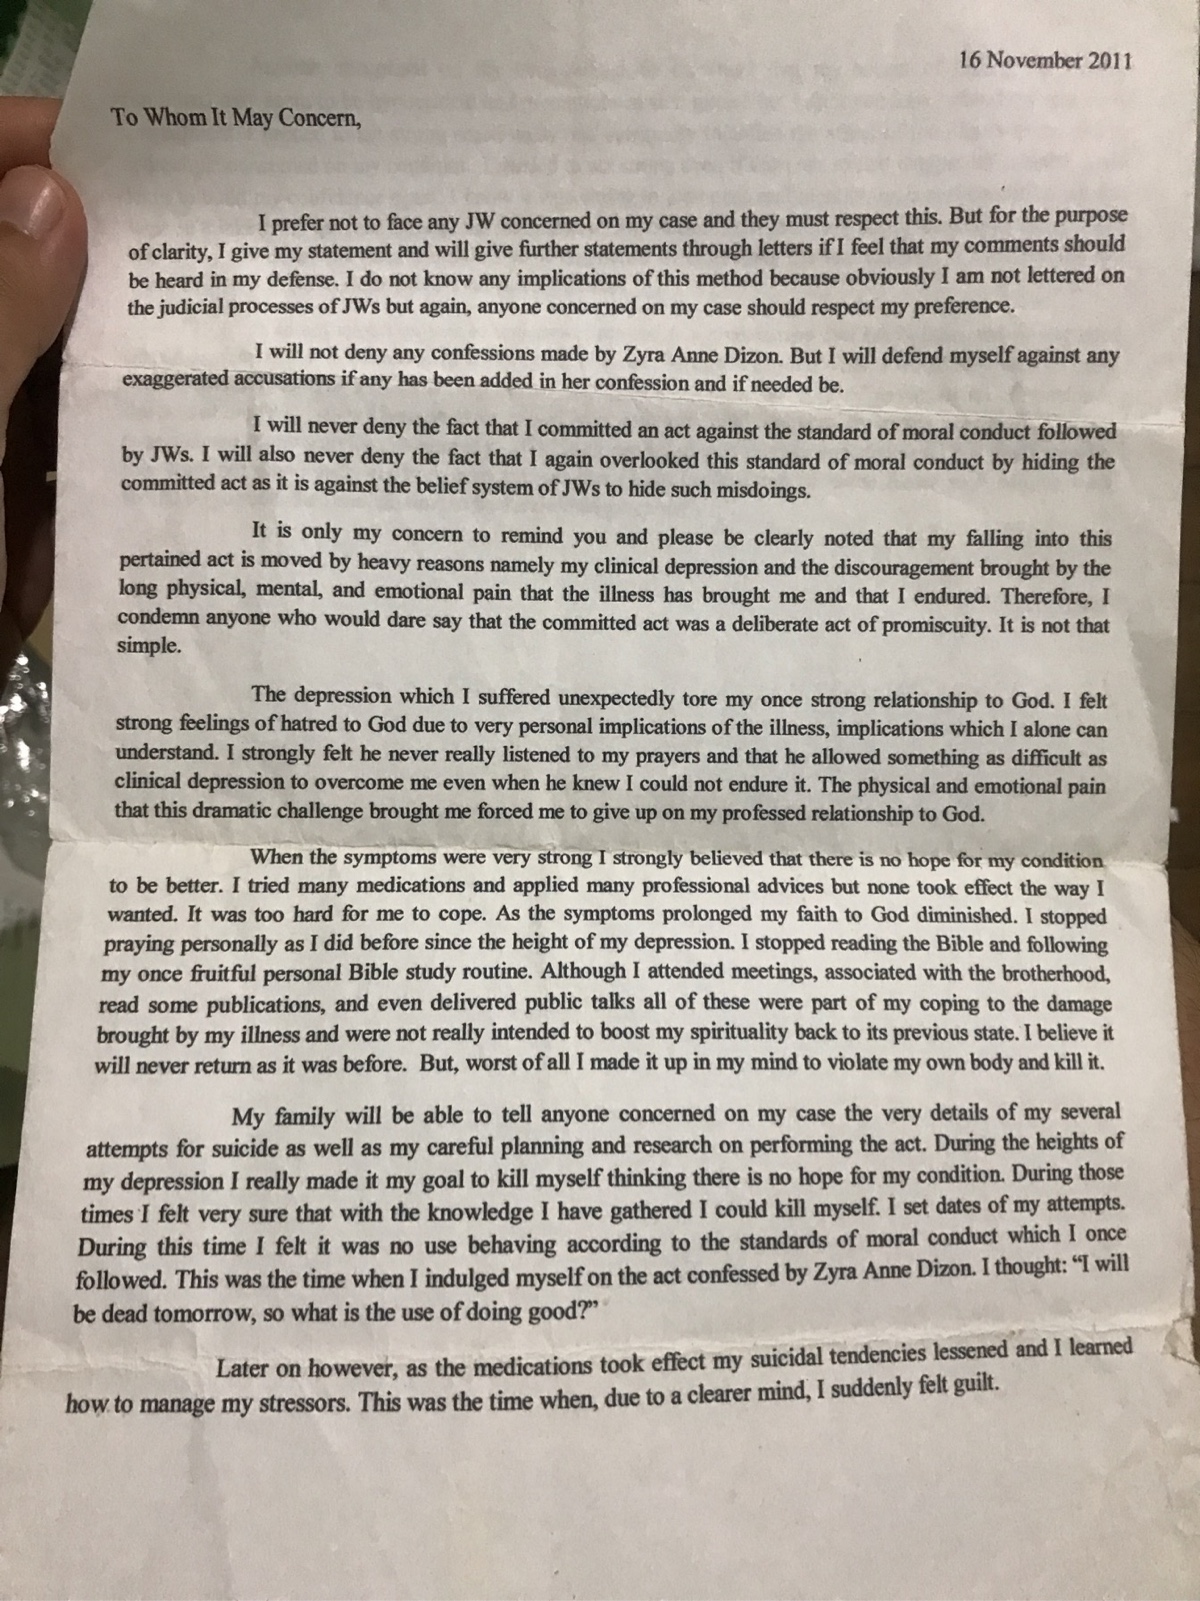 16 November 2011
To Whom It May Concern,
I prefer not to face any JW concerned on my case and they must respect this. But for the purpose
of clarity, I give my statement and will give further statements through letters if I feel that my comments should
be heard in my defense. I do not know any implications of this method because obviously I am not lettered on
the judicial processes of JWs but again, anyone concerned on my case should respect my preference.
I will not deny any confessions made by Zyra Anne Dizon. But I will defend myself against any
exaggerated accusations if any has been added in her confession and if needed be.
I will never deny the fact that I committed an act against the standard of moral conduct followed
by JWs. I will also never deny the fact that I again overlooked this standard of moral conduct by hiding the
committed act as it is against the belief system of JWs to hide such misdoings.
It is only my concern to remind you and please be clearly noted that my falling into this
pertained act is moved by heavy reasons namely my clinical depression and the discouragement brought by the
long physical, mental, and emotional pain that the illness has brought me and that I endured. Therefore, I
condemn anyone who would dare say that the committed act was a deliberate act of promiscuity. It is not that
simple.
The depression which I suffered unexpectedly tore my once strong relationship to God. I felt
strong feelings of hatred to God due to very personal implications of the illness, implications which I alone can
understand. I strongly felt he never really listened to my prayers and that he allowed something as difficult as
clinical depression to overcome me even when he knew I could not endure it. The physical and emotional pain
that this dramatic challenge brought me forced me to give up on my professed relationship to God.
When the symptoms were very strong I strongly believed that there is no hope for my condition
to be better. I tried many medications and applied many professional advices but none took effect the way I
wanted. It was too hard for me to cope. As the symptoms prolonged my faith to God diminished. I stopped
praying personally as I did before since the height of my depression. I stopped reading the Bible and following
my once fruitful personal Bible study routine. Although I attended meetings, associated with the brotherhood,
read some publications, and even delivered public talks all of these were part of my coping to the damage
brought by my illness and were not really intended to boost my spirituality back to its previous state. I believe it
will never return as it was before. But, worst of all I made it up in my mind to violate my own body and kill it.
My family will be able to tell anyone concerned on my case the very details of my several
attempts for suicide as well as my careful planning and research on performing the act. During the heights of
my depression I really made it my goal to kill myself thinking there is no hope for my condition. During those
times I felt very sure that with the knowledge I have gathered I could kill myself. I set dates of my attempts.
During this time I felt it was no use behaving according to the standards of moral conduct which I once
followed. This was the time when I indulged myself on the act confessed by Zyra Anne Dizon. I thought: “I will
be dead tomorrow, so what is the use of doing good?”
Later on however, as the medications took effect my suicidal tendencies lessened and I learned
how to manage my stressors. This was the time when, due to a clearer mind, I suddenly felt guilt.